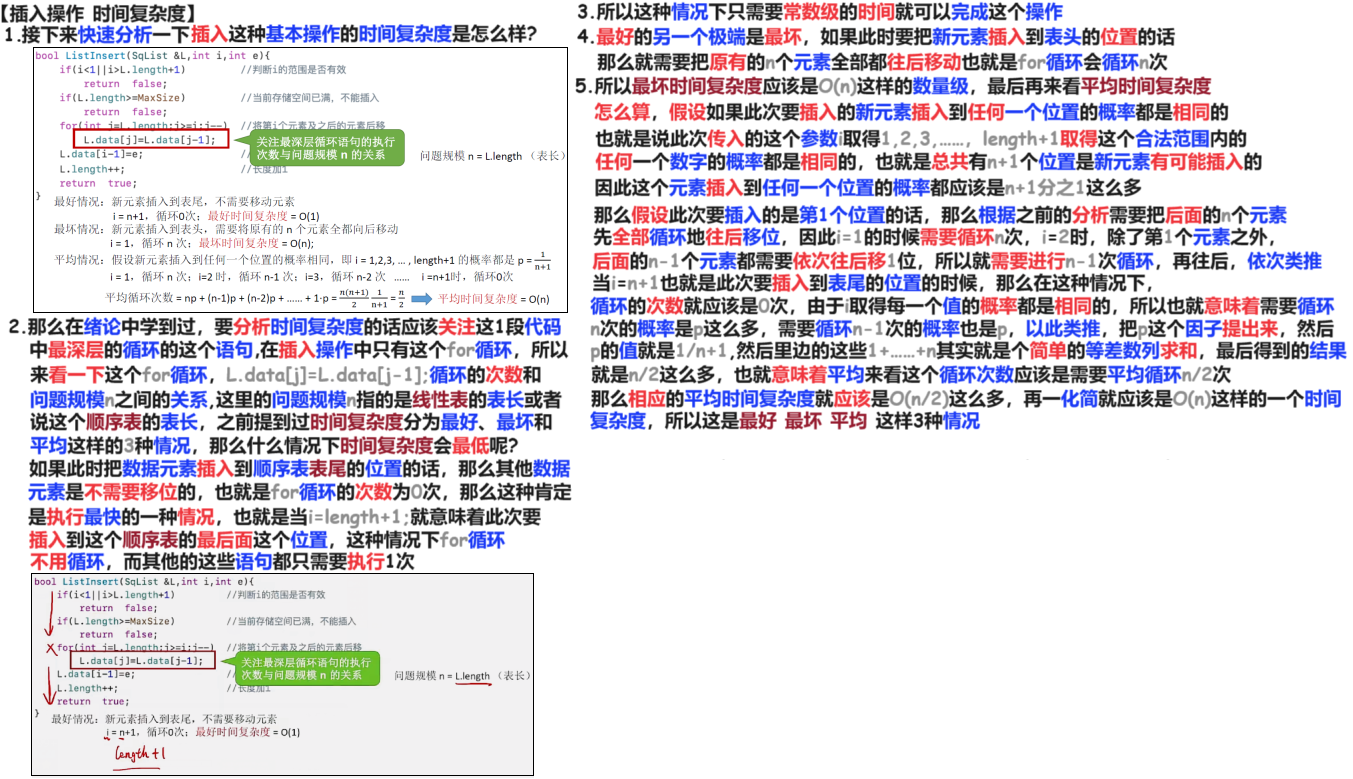 【插入操作 时间复杂度】
1.接下来快速分析一下插入这种基本操作的时间复杂度是怎么样?
bool ListInsert(SqList &L,int i,int e){
if(i<1||i>L.length+1) //判断i的范围是否有效
return false;
if(L.length>=MaxSize) //当前存储空间已满，不能插入
return false;
for(int j=L.length;j>=i;j--) //将第i个元素及之后的元素后移
L.data[j]=L.data[j-1];
关注最深层循环语句的执行
次数与问题规模 n 的关系
问题规模 n = L.length （表长）
L.data[i-1]=e; //
L.length++; //长度加1
return true;
}
最好情况：新元素插入到表尾，不需要移动元素
i = n+1，循环0次；最好时间复杂度 = O(1)
最坏情况：新元素插入到表头，需要将原有的 n 个元素全都向后移动
i = 1，循环 n 次；最坏时间复杂度 = O(n);
平均情况：假设新元素插入到任何一个位置的概率相同，即 i = 1,2,3, … , length+1 的概率都是 p = 1/(n+1)
i = 1，循环 n 次；i=2 时，循环 n-1 次；i=3，循环 n-2 次 …… i =n+1时，循环0次
平均循环次数 = np + (n-1)p + (n-2)p + …… + 1·p = n(n+1)/2 1/(n+1) = n/2 平均时间复杂度 = O(n)
2.那么在绪论中学到过，要分析时间复杂度的话应该关注这1段代码
中最深层的循环的这个语句,在插入操作中只有这个for循环，所以
来看一下这个for循环，L.data[j]=L.data[j-1];循环的次数和
问题规模n之间的关系,这里的问题规模n指的是线性表的表长或者
说这个顺序表的表长，之前提到过时间复杂度分为最好、最坏和
平均这样的3种情况，那么什么情况下时间复杂度会最低呢?
如果此时把数据元素插入到顺序表表尾的位置的话，那么其他数据
元素是不需要移位的，也就是for循环的次数为0次，那么这种肯定
是执行最快的一种情况，也就是当i=length+1;就意味着此次要
插入到这个顺序表的最后面这个位置，这种情况下for循环
不用循环，而其他的这些语句都只需要执行1次
bool ListInsert(SqList &L,int i,int e){
if(i<1||i>L.length+1) //判断i的范围是否有效
return false;
if(L.length>=MaxSize) //当前存储空间已满，不能插入
return false;
for(int j=L.length;j>=i;j--) //将第i个元素及之后的元素后移
L.data[j]=L.data[j-1];
关注最深层循环语句的执行
次数与问题规模 n 的关系
问题规模 n = L.length （表长）
L.data[i-1]=e; //
L.length++; //长度加1
return true;
}
最好情况：新元素插入到表尾，不需要移动元素
i = n+1，循环0次；最好时间复杂度 = O(1)
length+1
3.所以这种情况下只需要常数级的时间就可以完成这个操作
4.最好的另一个极端是最坏，如果此时要把新元素插入到表头的位置的话
那么就需要把原有的n个元素全部都往后移动也就是for循环会循环n次
5.所以最坏时间复杂度应该是O(n)这样的数量级，最后再来看平均时间复杂度
怎么算，假设如果此次要插入的新元素插入到任何一个位置的概率都是相同的
也就是说此次传入的这个参数i取得1,2,3,……，length+1取得这个合法范围内的
任何一个数字的概率都是相同的，也就是总共有n+1个位置是新元素有可能插入的
因此这个元素插入到任何一个位置的概率都应该是n+1分之1这么多
那么假设此次要插入的是第1个位置的话，那么根据之前的分析需要把后面的n个元素
先全部循环地往后移位，因此i=1的时候需要循环n次，i=2时，除了第1个元素之外，
后面的n-1个元素都需要依次往后移1位，所以就需要进行n-1次循环，再往后，依次类推
当i=n+1也就是此次要插入到表尾的位置的时候，那么在这种情况下，
循环的次数就应该是0次，由于i取得每一个值的概率都是相同的，所以也就意味着需要循环
n次的概率是p这么多，需要循环n-1次的概率也是p，以此类推，把p这个因子提出来，然后
p的值就是1/n+1,然后里边的这些1+……+n其实就是个简单的等差数列求和，最后得到的结果
就是n/2这么多，也就意味着平均来看这个循环次数应该是需要平均循环n/2次
那么相应的平均时间复杂度就应该是O(n/2)这么多，再一化简就应该是O(n)这样的一个时间
复杂度，所以这是最好 最坏 平均 这样3种情况